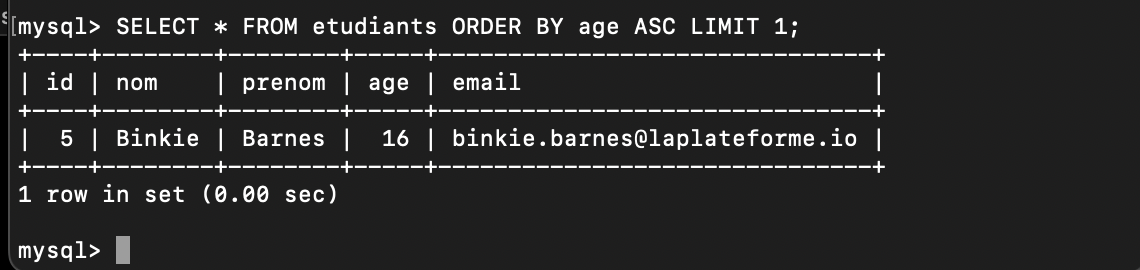 [mysql> SELECT * FROM etudiants ORDER BY age ASC LIMIT 1;
+----+--------+--------+-----+------------------------------+
| id | nom    | prenom | age | email                        |
+----+--------+--------+-----+------------------------------+
|  5 | Binkie | Barnes |  16 | binkie.barnes@laplateforme.io |
+----+--------+--------+-----+------------------------------+
1 row in set (0.00 sec)
mysql>